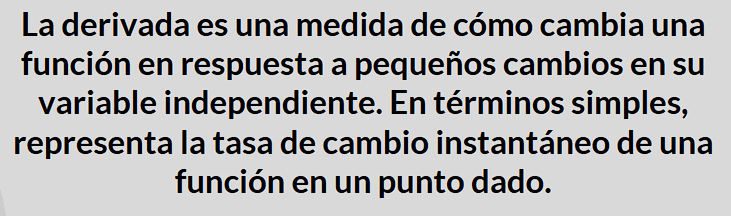 La derivada es una medida de cómo cambia una
función en respuesta a pequeños cambios en su
variable independiente. En términos simples,
representa la tasa de cambio instantáneo de una
función en un punto dado.